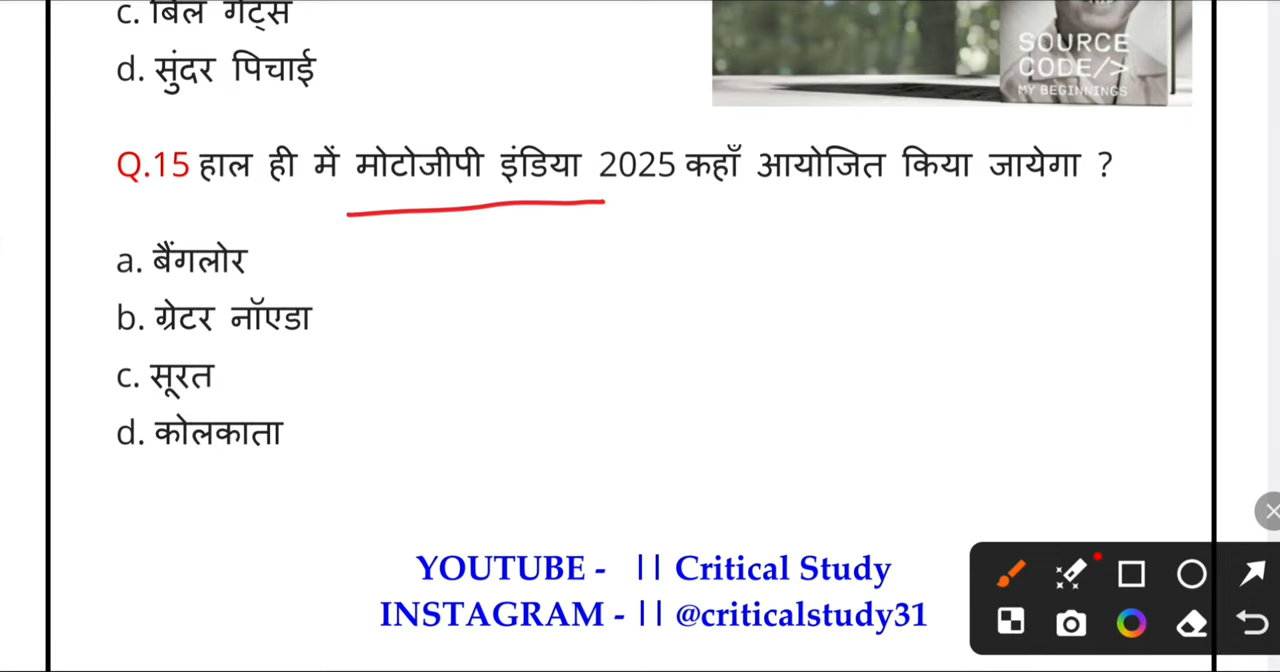 c. बिल गेट्स
d. सुंदर पिचाई
SOURCE
CODE/>
MY BEGINNINGS
Q.15 हाल ही में मोटोजीपी इंडिया 2025 कहाँ आयोजित किया जायेगा ?
a. बैंगलोर
b. ग्रेटर नॉएडा
c. सूरत
d. कोलकाता
YOUTUBE - || Critical Study
INSTAGRAM - || @criticalstudy31